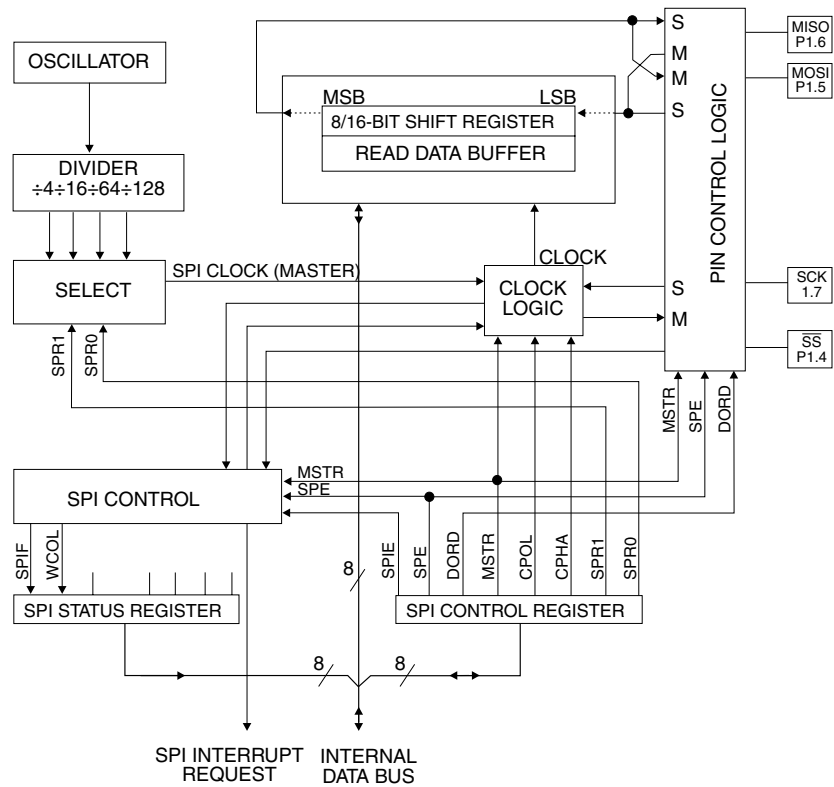 OSCILLATOR
DIVIDER
÷4÷16÷64÷128
SELECT
SPI CLOCK (MASTER)
SPR1
SPR0
MSB
LSB
8/16-BIT SHIFT REGISTER
READ DATA BUFFER
CLOCK
CLOCK
LOGIC
S
M
M
S
S
M
PIN CONTROL LOGIC
MISO
P1.6
MOSI
P1.5
SCK
1.7
SS
P1.4
MSTR
SPE
DORD
SPI CONTROL
MSTR
SPE
SPIF
WCOL
SPI STATUS REGISTER
8
SPIE
SPE
DORD
MSTR
CPOL
CPHA
SPR1
SPR0
SPI CONTROL REGISTER
8
8
SPI INTERRUPT
REQUEST
INTERNAL
DATA BUS